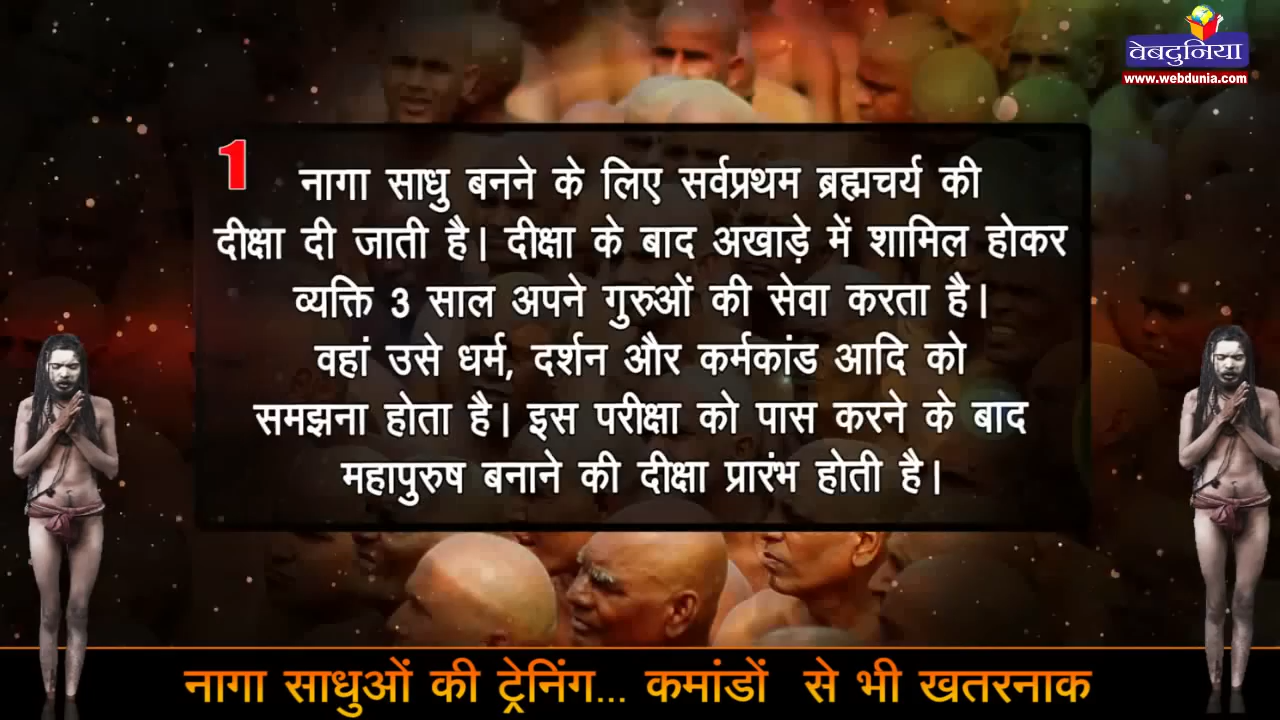 वेबदुनिया
www.webdunia.com
1
नागा साधु बनने के लिए सर्वप्रथम ब्रह्मचर्य की
दीक्षा दी जाती है। दीक्षा के बाद अखाड़े में शामिल होकर
व्यक्ति 3 साल अपने गुरुओं की सेवा करता है।
वहां उसे धर्म, दर्शन और कर्मकांड आदि को
समझना होता है। इस परीक्षा को पास करने के बाद
महापुरुष बनाने की दीक्षा प्रारंभ होती है।
नागा साधुओं की ट्रेनिंग... कमांडों से भी खतरनाक